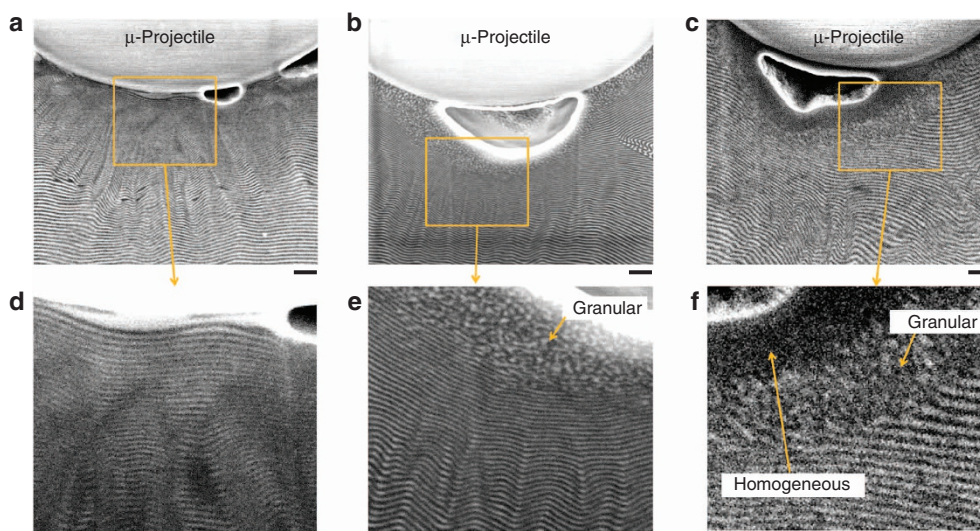 a
μ-Projectile
b
μ-Projectile
c
μ-Projectile
d
e
Granular
f
Granular
Homogeneous